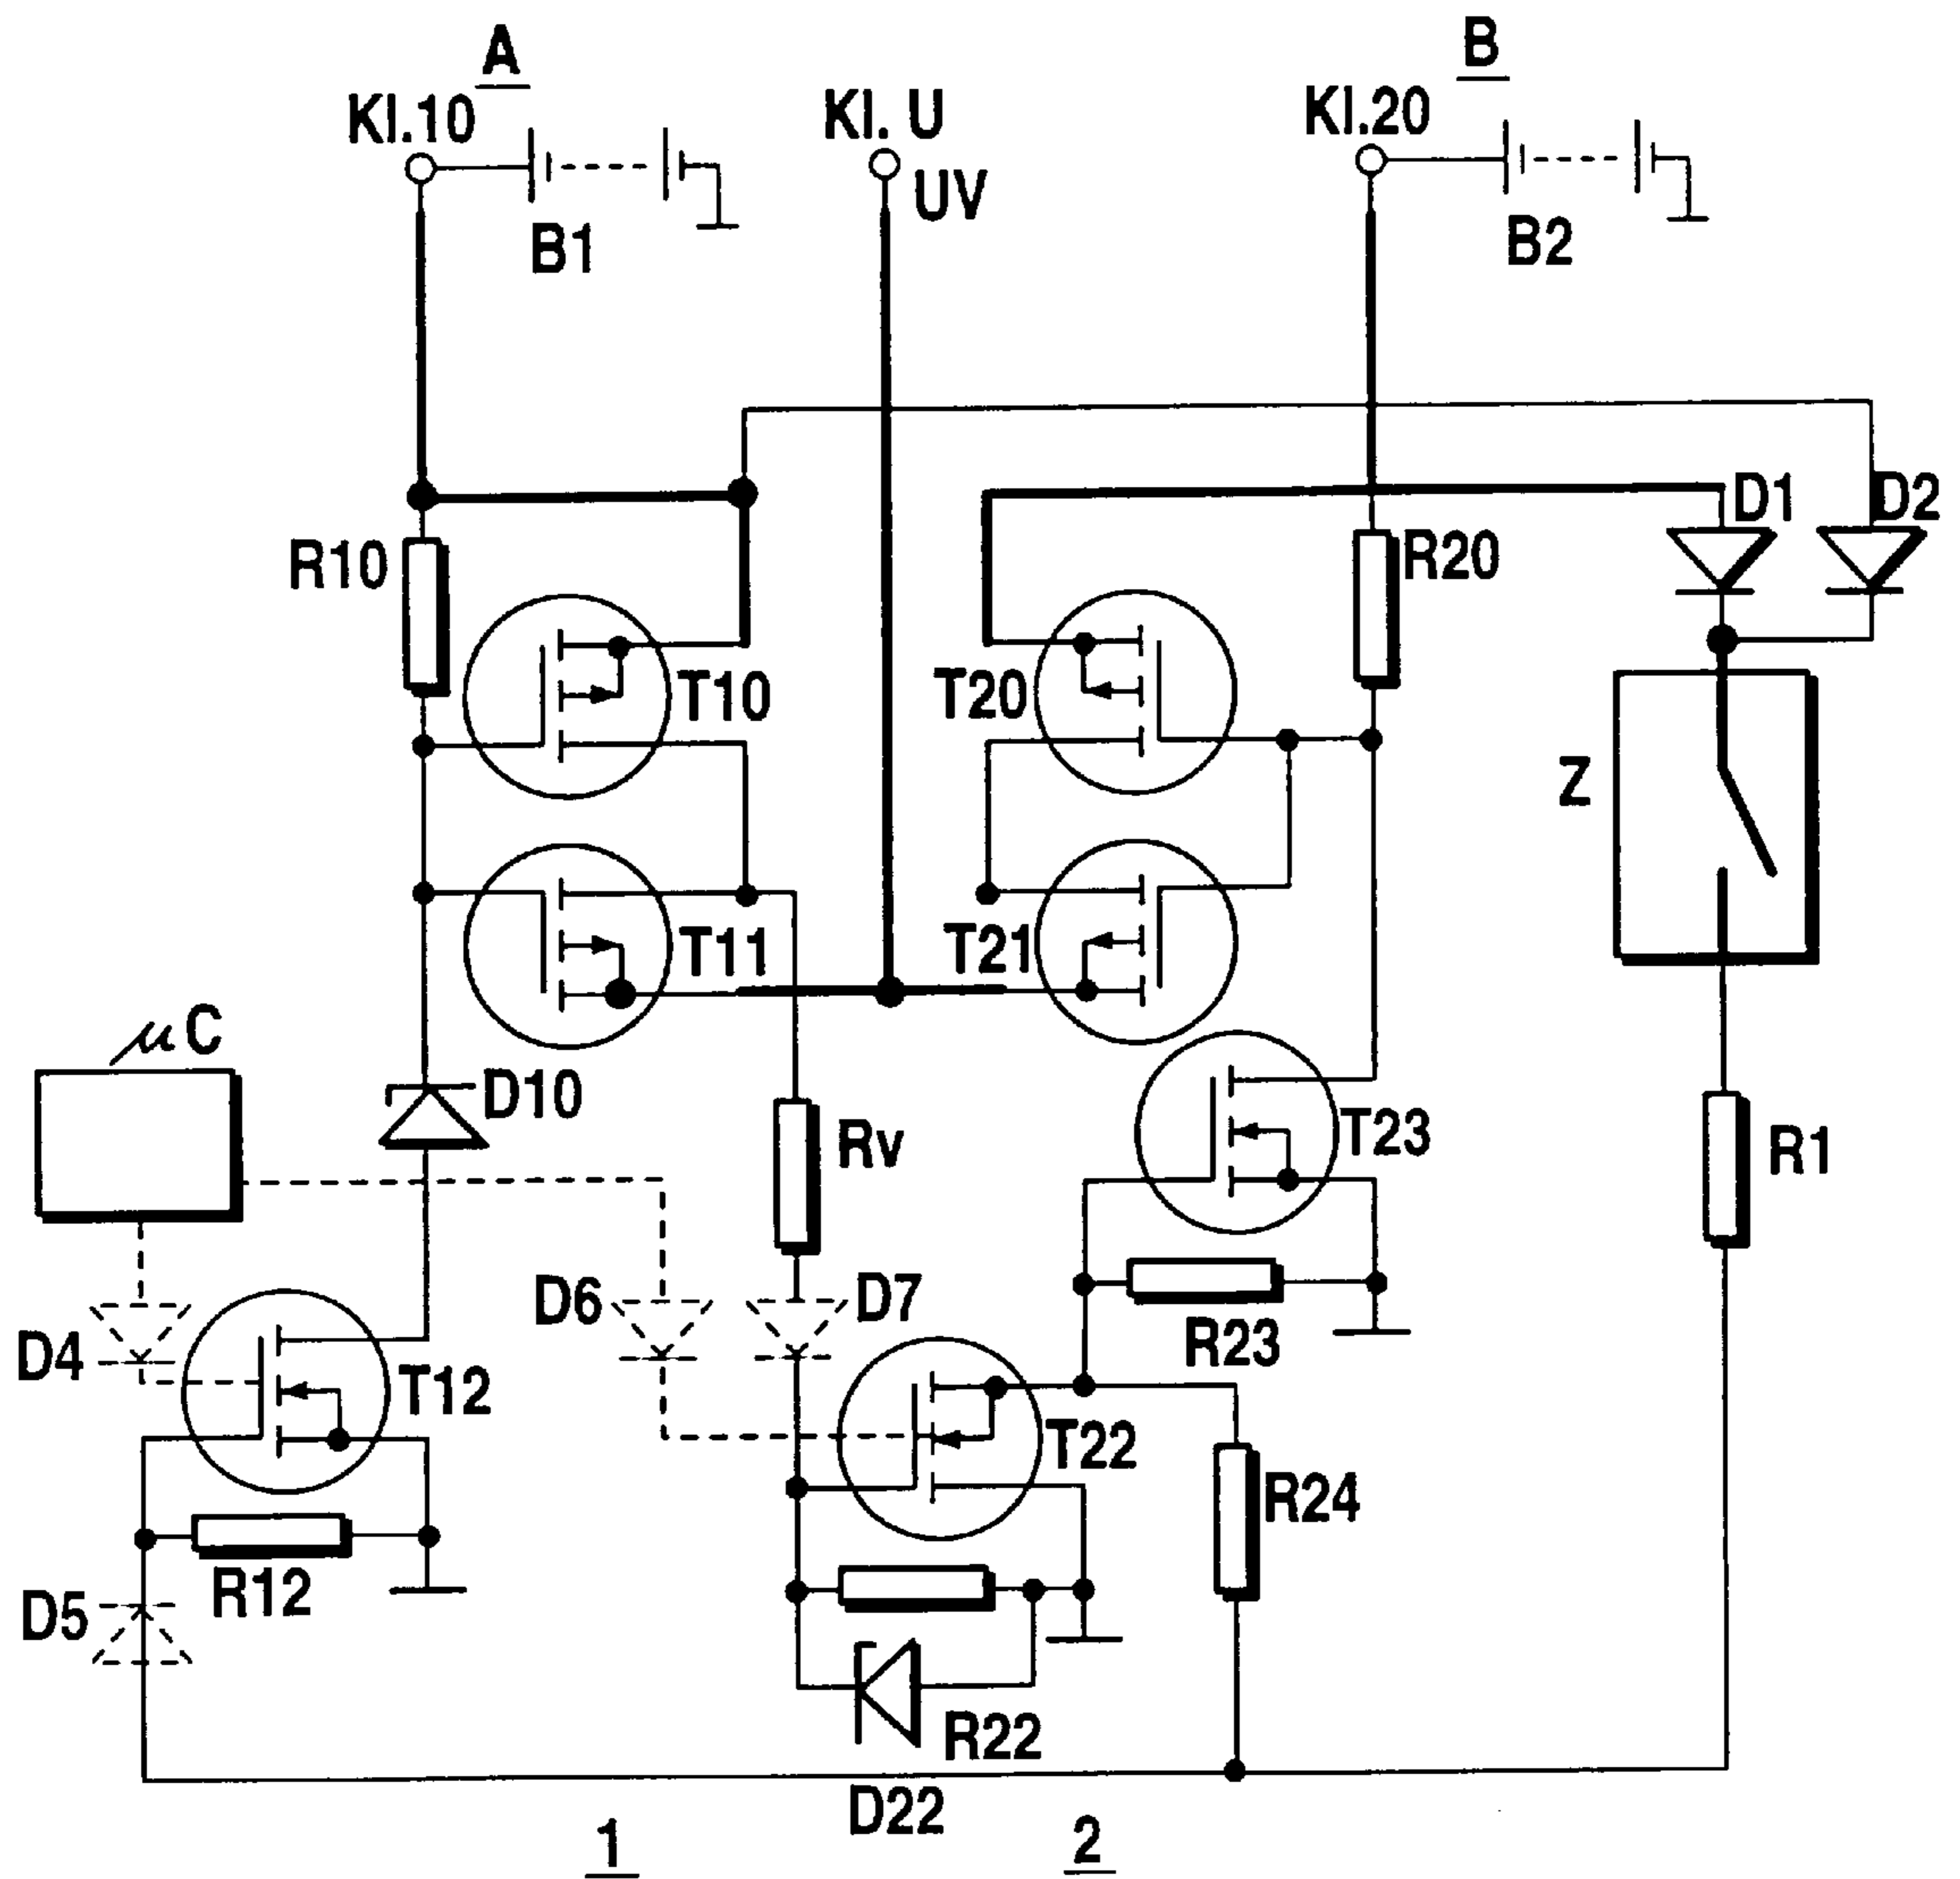 A
B
Kl.10
Kl. U
Kl.20
UV
B1
B2
D1
D2
R10
R20
T10
T20
Z
T11
T21
μC
D10
Rv
T23
R1
D6
D7
D4
R23
T12
T22
R24
R12
D5
R22
D22
1
2